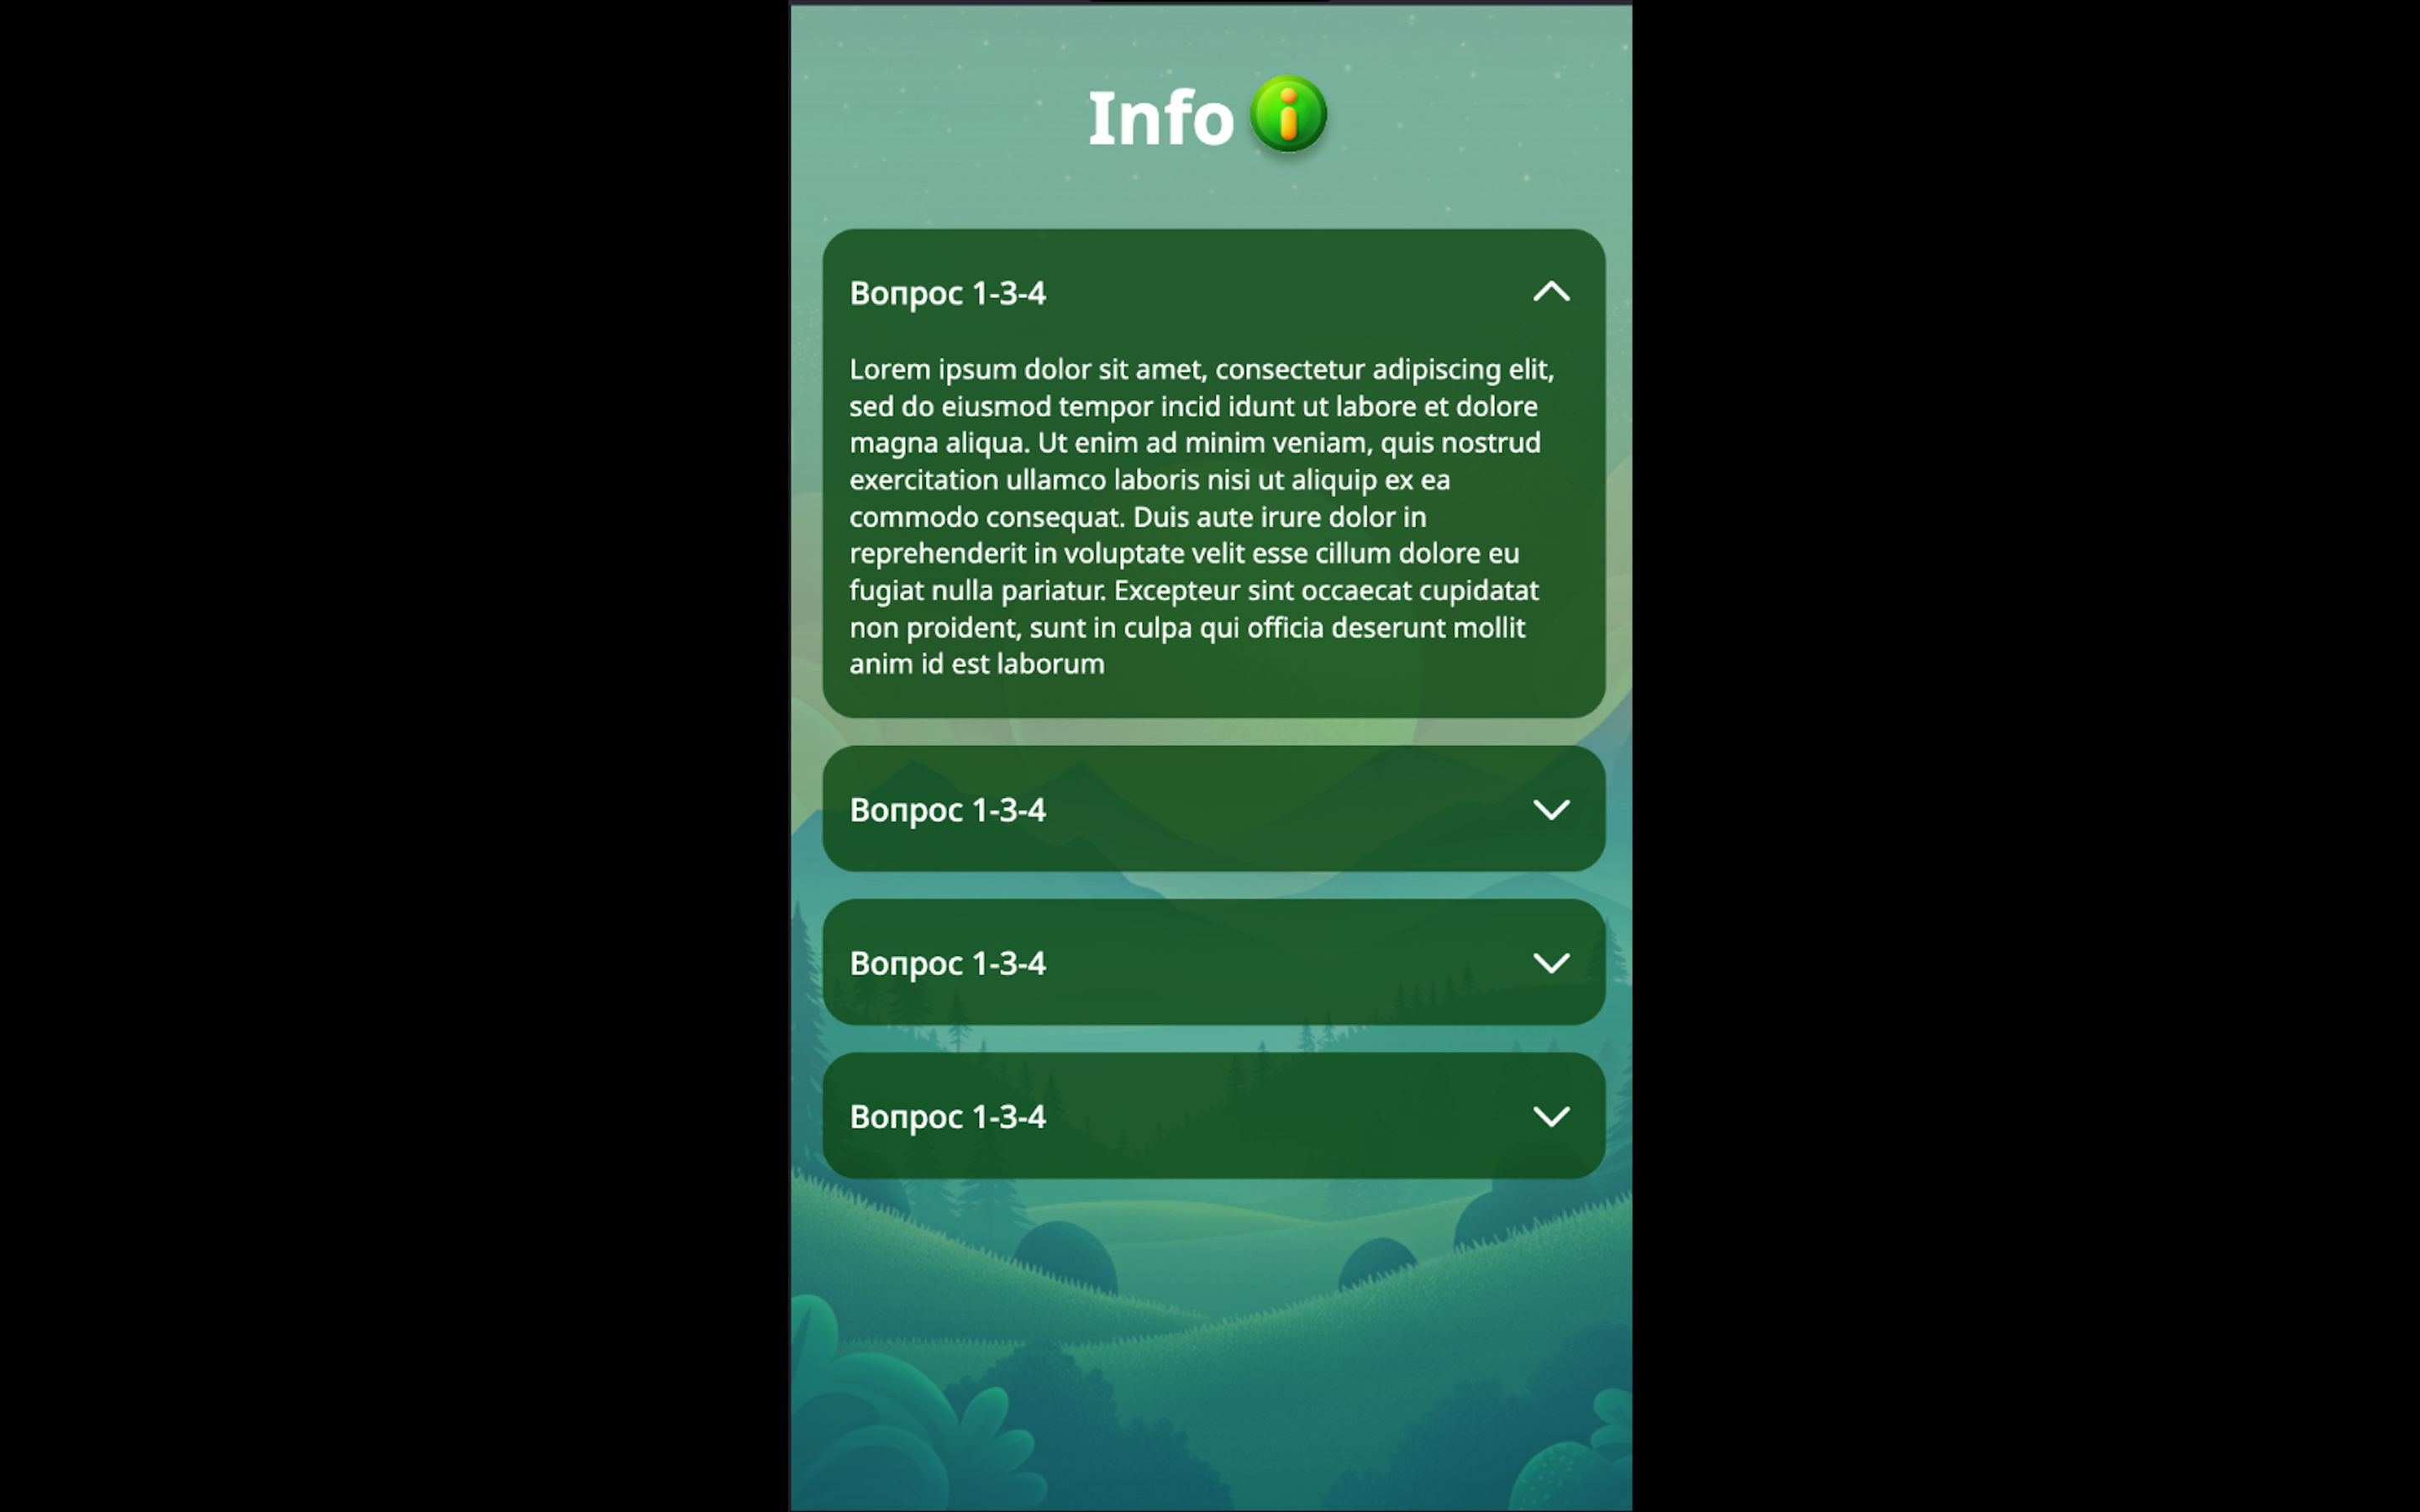 Info
Вопрос 1-3-4
Lorem ipsum dolor sit amet, consectetur adipiscing elit,
sed do eiusmod tempor incid idunt ut labore et dolore
magna aliqua. Ut enim ad minim veniam, quis nostrud
exercitation ullamco laboris nisi ut aliquip ex ea
commodo consequat. Duis aute irure dolor in
reprehenderit in voluptate velit esse cillum dolore eu
fugiat nulla pariatur. Excepteur sint occaecat cupidatat
non proident, sunt in culpa qui officia deserunt mollit
anim id est laborum
Вопрос 1-3-4
Вопрос 1-3-4
Вопрос 1-3-4